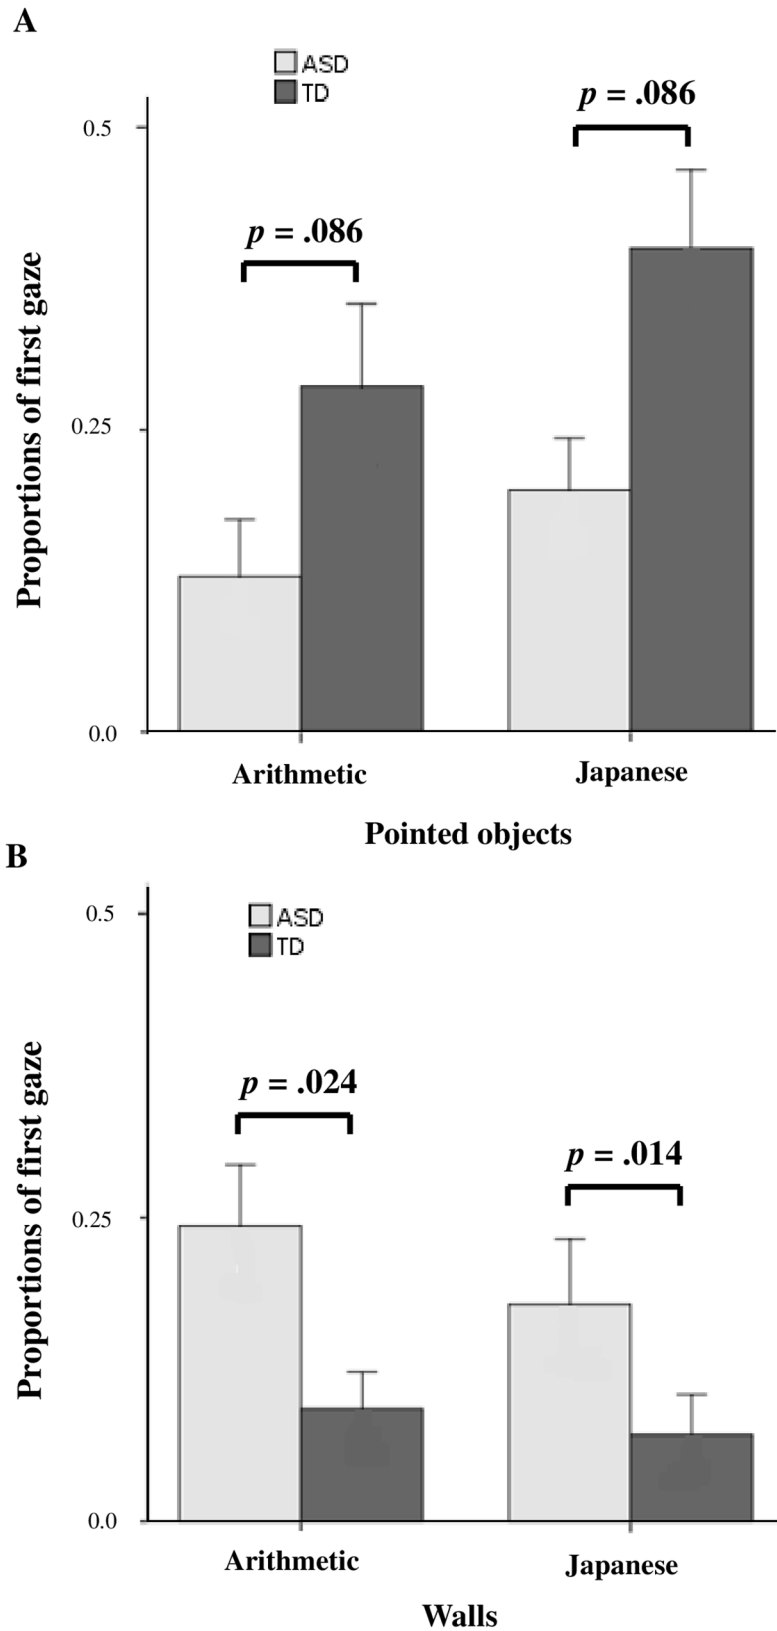 A
ASD
TD
p = .086
0.5
p = .086
Proportions of first gaze
0.25
0.0
Arithmetic
Japanese
Pointed objects
B
0.5
ASD
TD
p = .024
p = .014
Proportions of first gaze
0.25
0.0
Arithmetic
Japanese
Walls